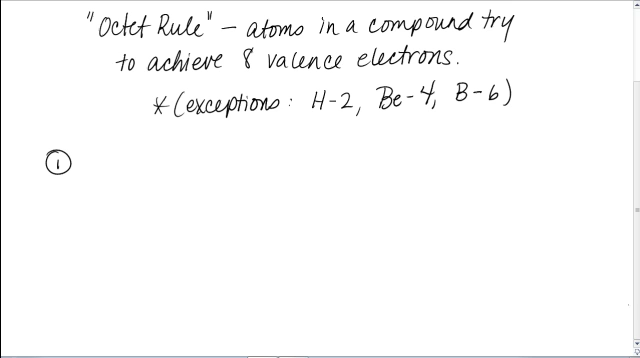 "Octet Rule" - atoms in a compound try
to achieve 8 valence electrons.
*(exceptions: H-2, Be-4, B-6)
①